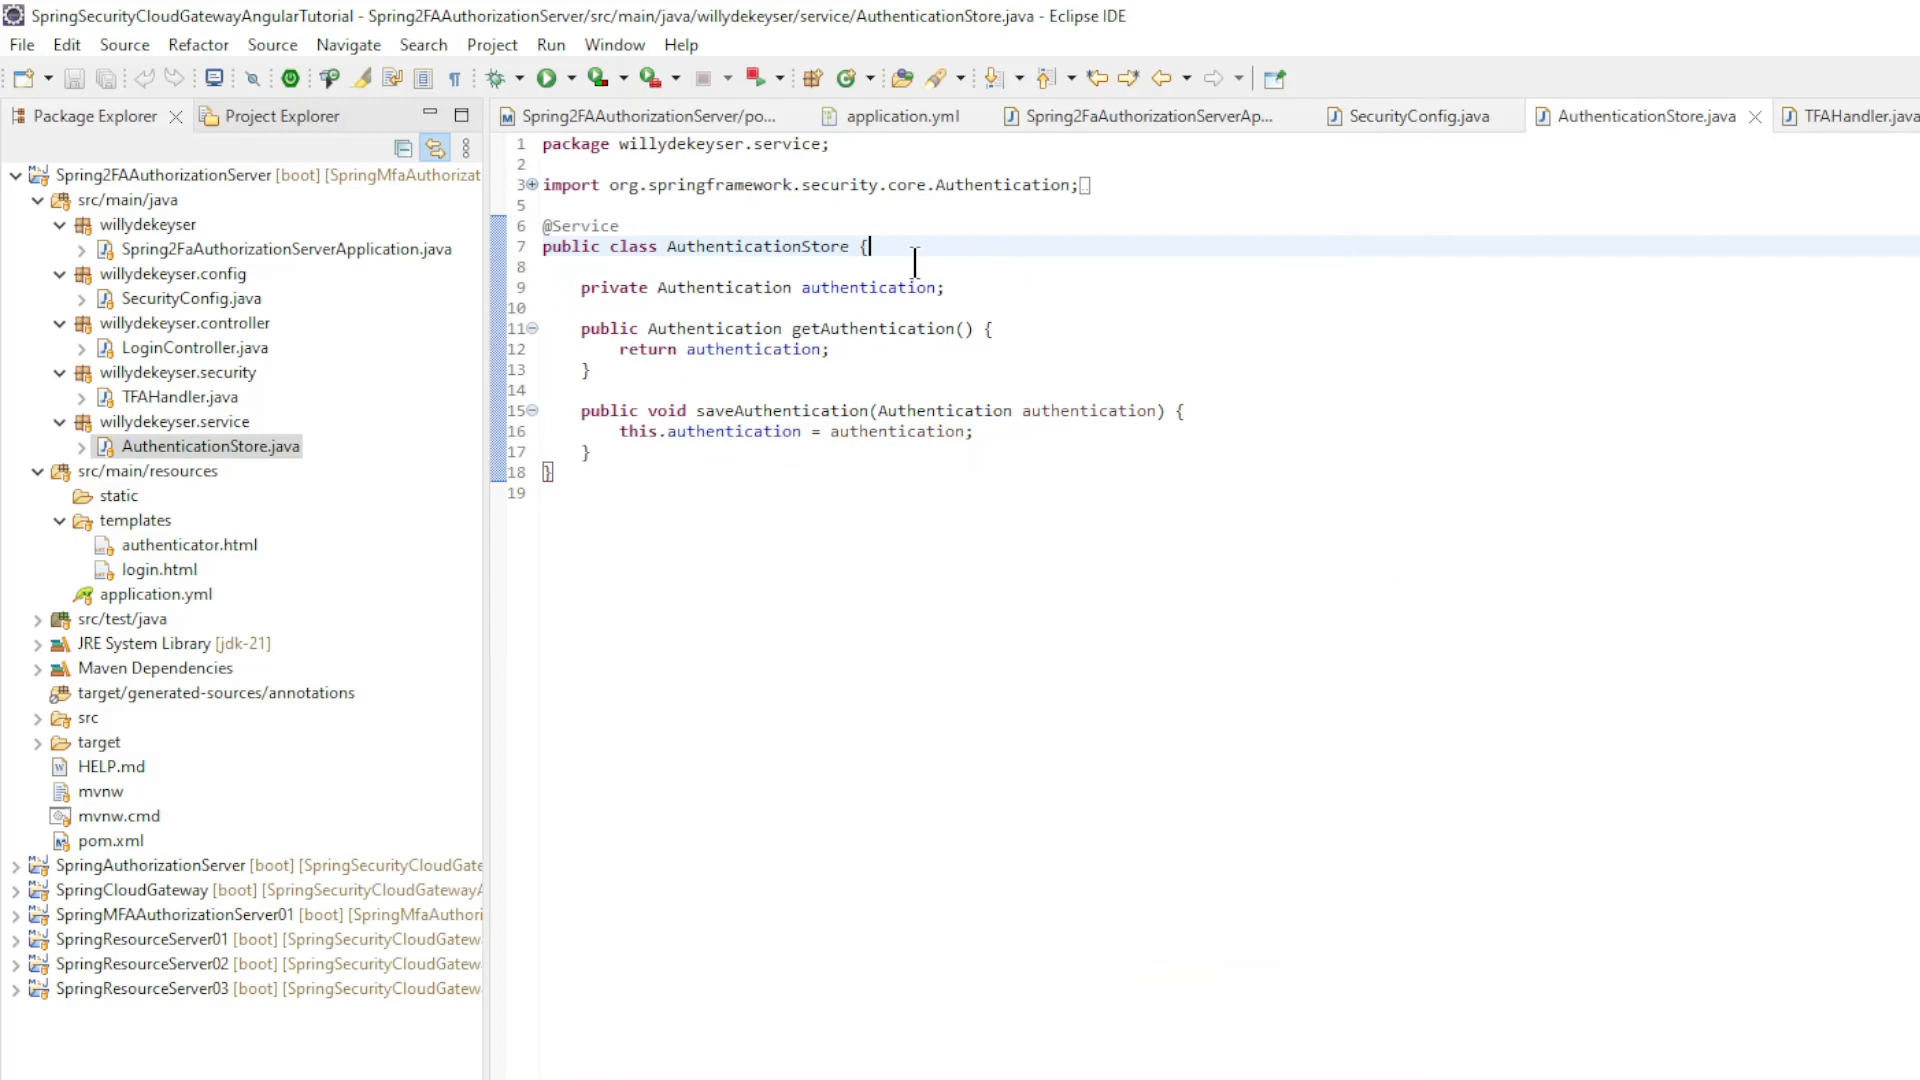 SpringSecurityCloudGatewayAngularTutorial - Spring2FAAuthorizationServer/src/main/java/willydekeyser/service/AuthenticationStore.java - Eclipse IDE
File Edit Source Refactor Source Navigate Search Project Run Window Help
Package Explorer Project Explorer
Spring2FAAuthorizationServer/po... application.yml Spring2FaAuthorizationServerAp... SecurityConfig.java AuthenticationStore.java TFAHandler.java
Spring2FAAuthorizationServer [boot] [SpringMfaAuthorizat
src/main/java
willydekeyser
Spring2FaAuthorizationServerApplication.java
willydekeyser.config
SecurityConfig.java
willydekeyser.controller
LoginController.java
willydekeyser.security
TFAHandler.java
willydekeyser.service
AuthenticationStore.java
src/main/resources
static
templates
authenticator.html
login.html
application.yml
src/test/java
JRE System Library [jdk-21]
Maven Dependencies
target/generated-sources/annotations
src
target
HELP.md
mvnw
mvnw.cmd
pom.xml
SpringAuthorizationServer [boot] [SpringSecurityCloudGate
SpringCloudGateway [boot] [SpringSecurityCloudGatewayA
SpringMFAAuthorizationServer01 [boot] [SpringMfaAuthori
SpringResourceServer01 [boot] [SpringSecurityCloudGatew
SpringResourceServer02 [boot] [SpringSecurityCloudGatew
SpringResourceServer03 [boot] [SpringSecurityCloudGatew
1 package willydekeyser.service;
2
3 import org.springframework.security.core.Authentication;
5
6 @Service
7 public class AuthenticationStore {
8
9 private Authentication authentication;
10
11 public Authentication getAuthentication() {
12 return authentication;
13 }
14
15 public void saveAuthentication(Authentication authentication) {
16 this.authentication = authentication;
17 }
18 }
19